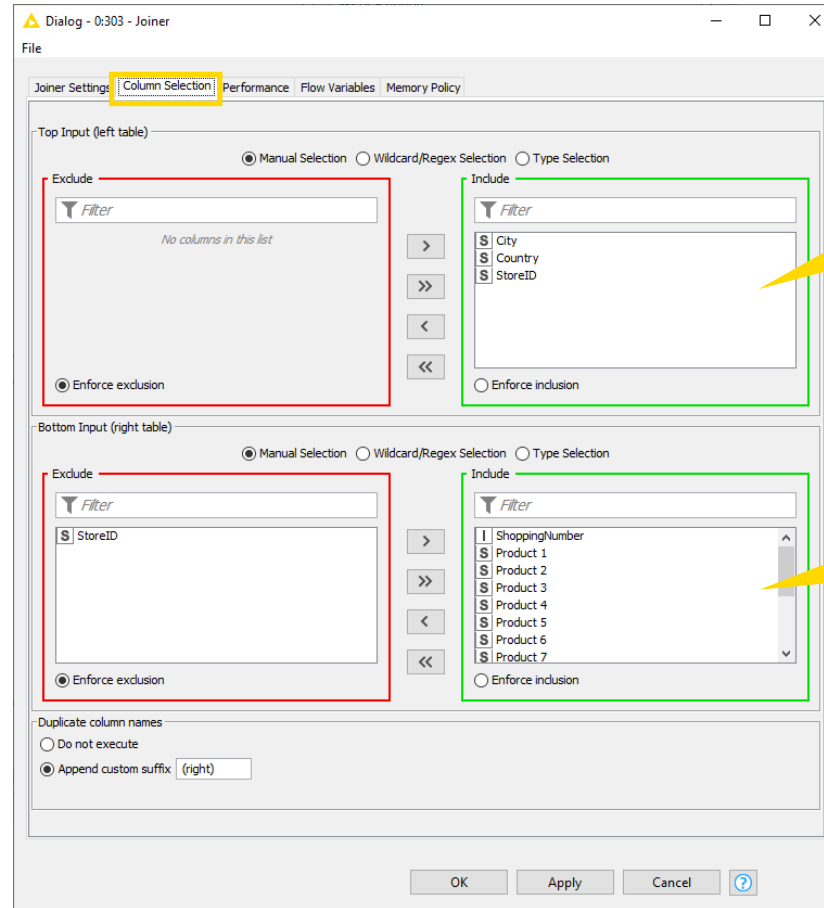 Dialog - 0:303 - Joiner
File
Joiner Settings Column Selection Performance Flow Variables Memory Policy
Top Input (left table)
Manual Selection Wildcard/Regex Selection Type Selection
Exclude Include
Filter Filter
No columns in this list
S City
S Country
S StoreID
>
>>
<
<<
Enforce exclusion Enforce inclusion
Bottom Input (right table)
Manual Selection Wildcard/Regex Selection Type Selection
Exclude Include
Filter Filter
S StoreID
>
>>
<
<<
I ShoppingNumber
S Product 1
S Product 2
S Product 3
S Product 4
S Product 5
S Product 6
S Product 7
Enforce exclusion Enforce inclusion
Duplicate column names
Do not execute
Append custom suffix (right)
OK Apply Cancel ?